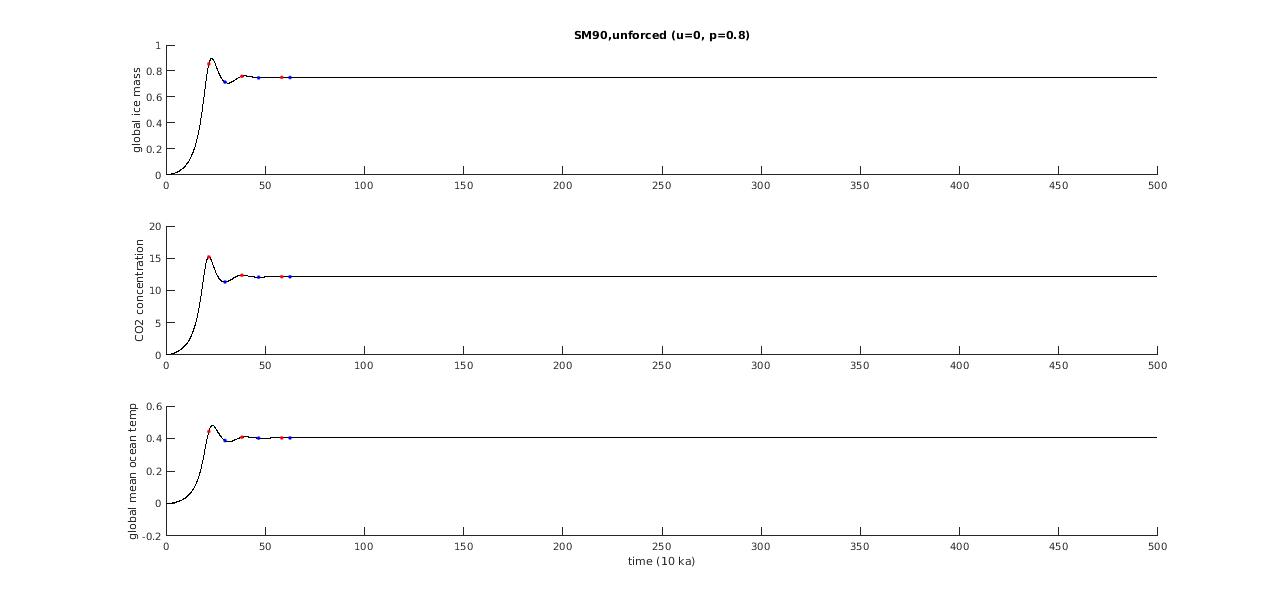 SM90,unforced (u=0, p=0.8)
global ice mass
1
0.8
0.6
0.4
0.2
0
0 50 100 150 200 250 300 350 400 450 500
CO2 concentration
20
15
10
5
0
0 50 100 150 200 250 300 350 400 450 500
global mean ocean temp
0.6
0.4
0.2
0
-0.2
0 50 100 150 200 250 300 350 400 450 500
time (10 ka)